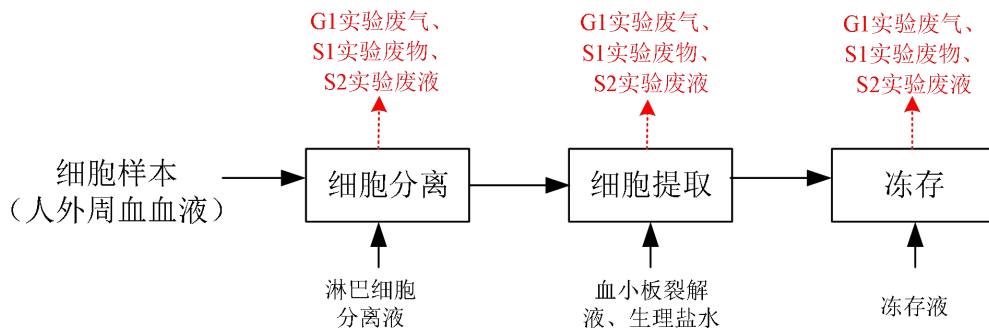 G1实验废气、
S1实验废物、
S2实验废液
G1实验废气、
S1实验废物、
S2实验废液
G1实验废气、
S1实验废物、
S2实验废液
细胞样本
（人外周血血液）
细胞分离
细胞提取
冻存
淋巴细胞
分离液
血小板裂解
液、生理盐水
冻存液